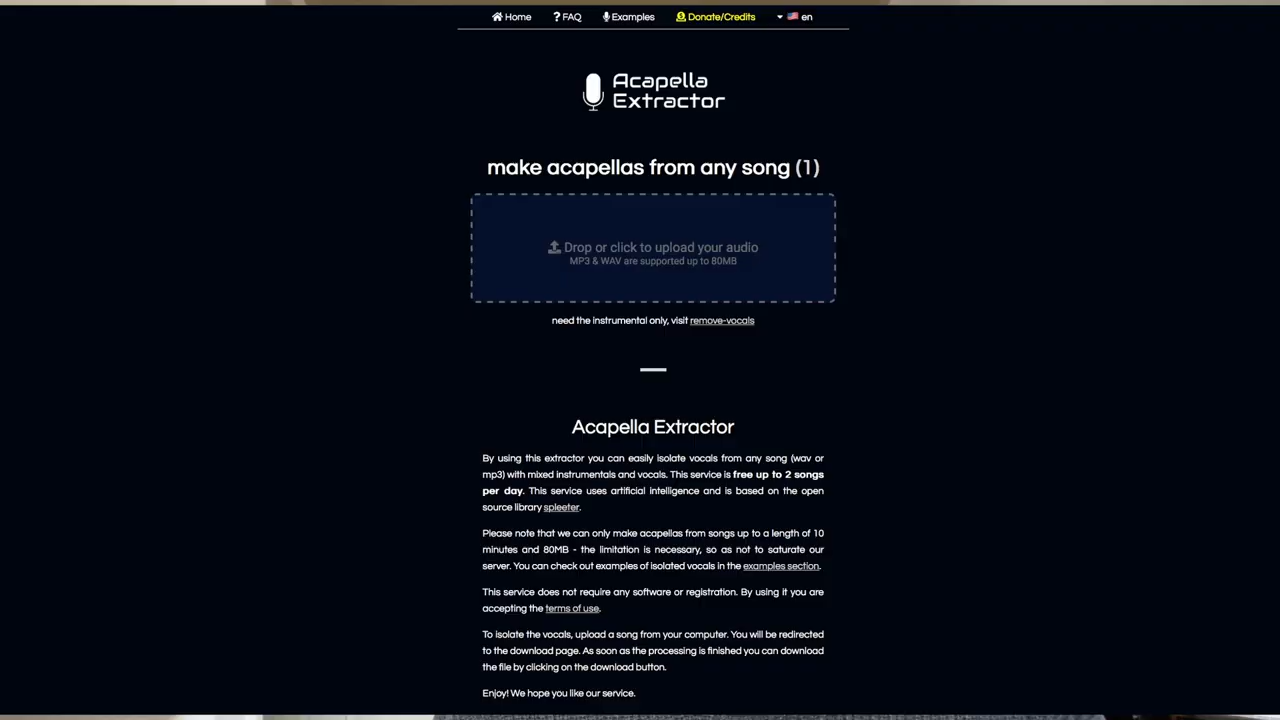 Home FAQ Examples Donate/Credits en
Acapella
Extractor
make acapellas from any song (1)
Drop or click to upload your audio
MP3 & WAV are supported up to 80MB
need the instrumental only, visit remove-vocals
Acapella Extractor
By using this extractor you can easily isolate vocals from any song (wav or
mp3) with mixed instrumentals and vocals. This service is free up to 2 songs
per day. This service uses artificial intelligence and is based on the open
source library spleeter.
Please note that we can only make acapellas from songs up to a length of 10
minutes and 80MB - the limitation is necessary, so as not to saturate our
server. You can check out examples of isolated vocals in the examples section.
This service does not require any software or registration. By using it you are
accepting the terms of use.
To isolate the vocals, upload a song from your computer. You will be redirected
to the download page. As soon as the processing is finished you can download
the file by clicking on the download button.
Enjoy! We hope you like our service.